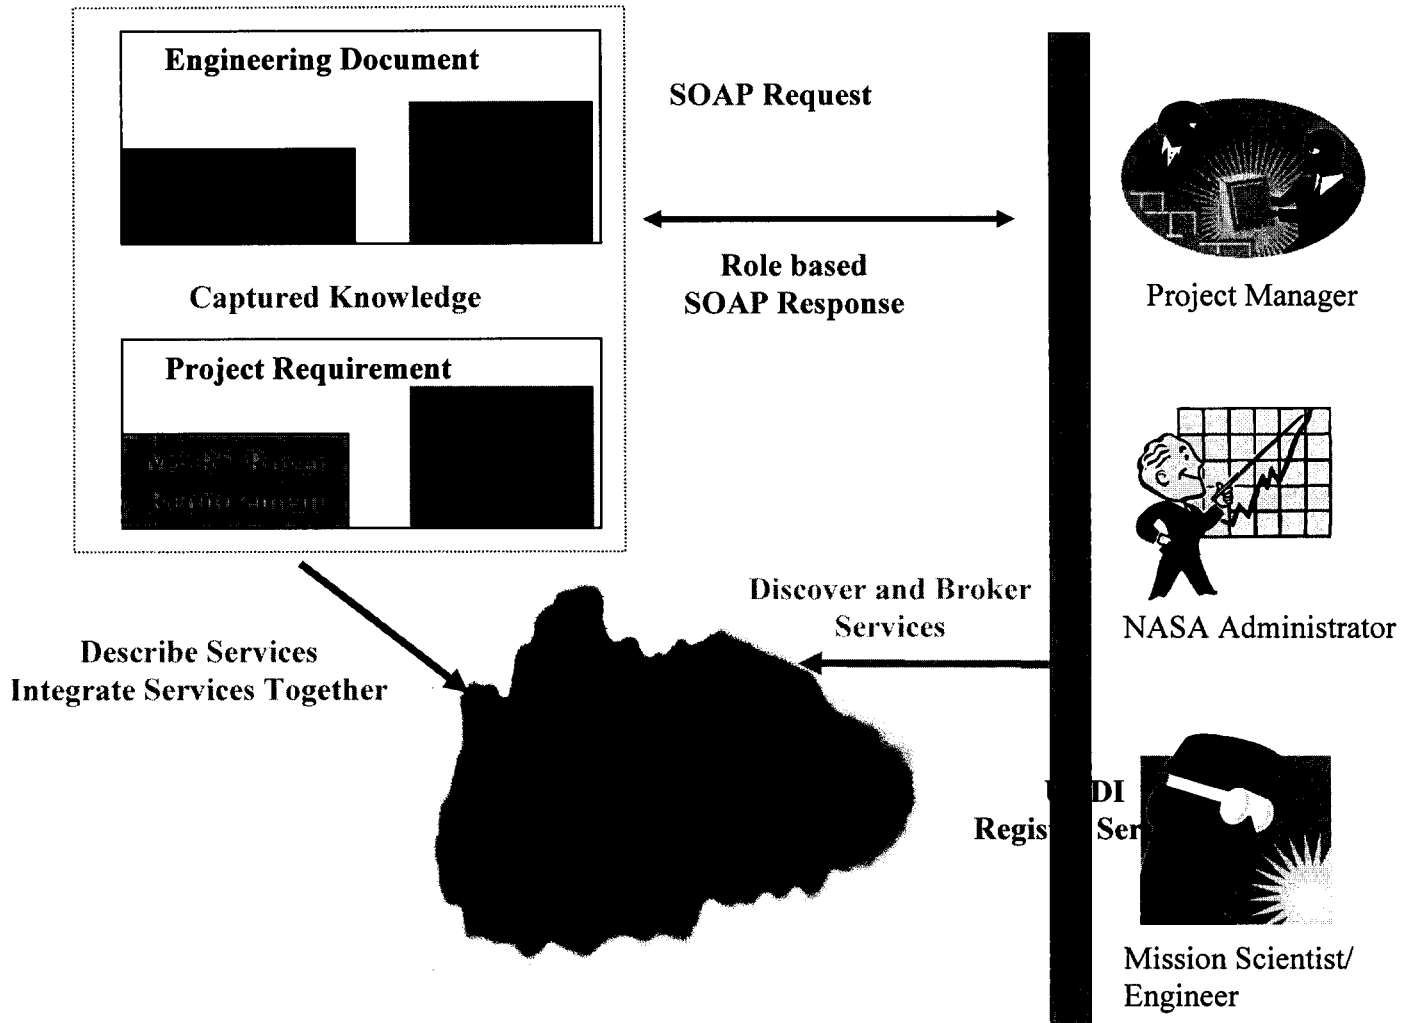 Engineering Document
SOAP Request
Role based
SOAP Response
Captured Knowledge
Project Manager
Project Requirement
Discover and Broker
Services
NASA Administrator
Describe Services
Integrate Services Together
DI
Regis Ser
Mission Scientist/
Engineer